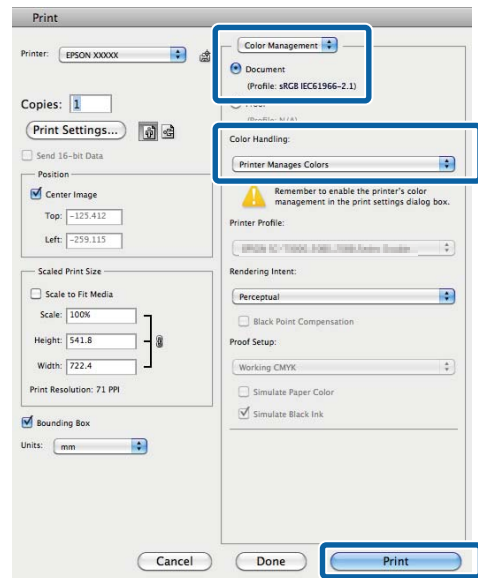 Print
Printer: EPSON XXXXX
Copies: 1
Print Settings...
Send 16-bit Data
Position
Center Image
Top: -125.412
Left: -259.115
Scaled Print Size
Scale to Fit Media
Scale: 100%
Height: 541.8
Width: 722.4
Print Resolution: 71 PPI
Bounding Box
Units: mm
Color Management
Document
(Profile: sRGB IEC61966-2.1)
Color Handling:
Printer Manages Colors
Remember to enable the printer's color
management in the print settings dialog box.
Printer Profile:
Rendering Intent:
Perceptual
Black Point Compensation
Proof Setup:
Working CMYK
Simulate Paper Color
Simulate Black Ink
Cancel
Done
Print